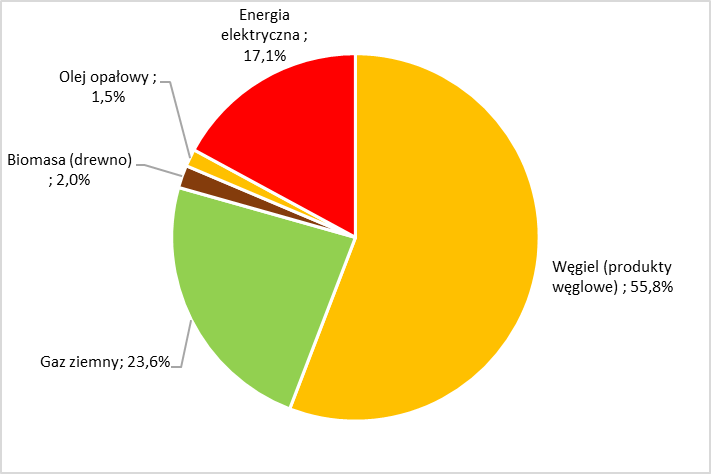 Energia
elektryczna ;
17,1%
Olej opałowy ;
1,5%
Biomasa (drewno)
; 2,0%
Węgiel (produkty
węglowe) ; 55,8%
Gaz ziemny; 23,6%